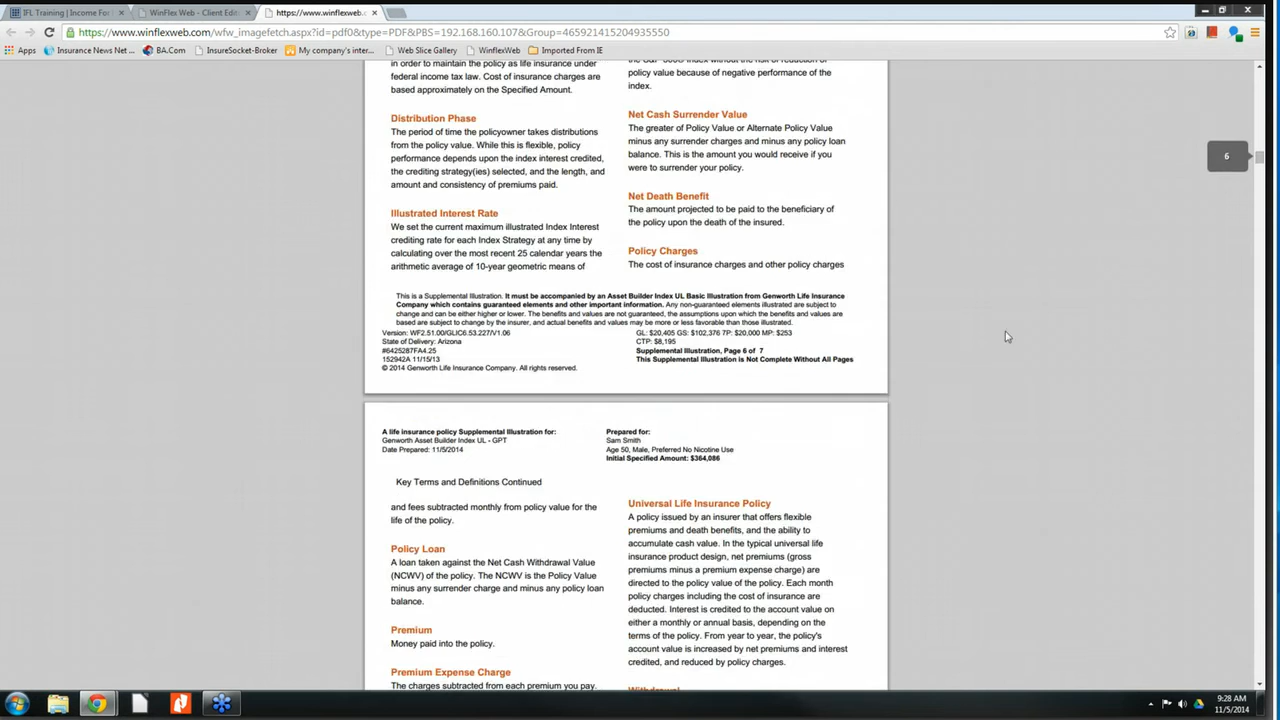 IFL Training | Income For
WinFlex Web - Client Edit
https://www.winflexweb.c
https://www.winflexweb.com/wfw_imagefetch.aspx?id=pdf0&type=PDF&PBS=192.168.160.107&Group=465921415204935550
Apps
Insurance News Net ...
BA.Com
InsureSocket-Broker
My company's inter...
Web Slice Gallery
WinflexWeb
Imported From IE
in order to maintain the policy as life insurance under
federal income tax law. Cost of insurance charges are
based approximately on the Specified Amount.
Distribution Phase
The period of time the policyowner takes distributions
from the policy value. While this is flexible, policy
performance depends upon the index interest credited,
the crediting strategy(ies) selected, and the length, and
amount and consistency of premiums paid.
Illustrated Interest Rate
We set the current maximum illustrated Index Interest
crediting rate for each Index Strategy at any time by
calculating over the most recent 25 calendar years the
arithmetic average of 10-year geometric means of
policy value because of negative performance of the
index.
Net Cash Surrender Value
The greater of Policy Value or Alternate Policy Value
minus any surrender charges and minus any policy loan
balance. This is the amount you would receive if you
were to surrender your policy.
Net Death Benefit
The amount projected to be paid to the beneficiary of
the policy upon the death of the insured.
Policy Charges
The cost of insurance charges and other policy charges
6
This is a Supplemental Illustration. It must be accompanied by an Asset Builder Index UL Basic Illustration from Genworth Life Insurance
Company which contains guaranteed elements and other important information. Any non-guaranteed elements illustrated are subject to
change and can be either higher or lower. The benefits and values are not guaranteed, the assumptions upon which the benefits and values are
based are subject to change by the insurer, and actual benefits and values may be more or less favorable than those illustrated.
Version: WF2.51.00/GLIC6.53.227/V1.06
State of Delivery: Arizona
#6425287FA4.25
152942A 11/15/13
© 2014 Genworth Life Insurance Company. All rights reserved.
GL: $20,405 GS: $102,376 7P: $20,000 MP: $253
CTP: $8,195
Supplemental Illustration, Page 6 of 7
This Supplemental Illustration is Not Complete Without All Pages
A life insurance policy Supplemental Illustration for:
Genworth Asset Builder Index UL - GPT
Date Prepared: 11/5/2014
Prepared for:
Sam Smith
Age 50, Male, Preferred No Nicotine Use
Initial Specified Amount: $364,086
Key Terms and Definitions Continued
and fees subtracted monthly from policy value for the
life of the policy.
Policy Loan
A loan taken against the Net Cash Withdrawal Value
(NCWV) of the policy. The NCWV is the Policy Value
minus any surrender charge and minus any policy loan
balance.
Premium
Money paid into the policy.
Premium Expense Charge
The charges subtracted from each premium you pay.
Universal Life Insurance Policy
A policy issued by an insurer that offers flexible
premiums and death benefits, and the ability to
accumulate cash value. In the typical universal life
insurance product design, net premiums (gross
premiums minus a premium expense charge) are
directed to the policy value of the policy. Each month
policy charges including the cost of insurance are
deducted. Interest is credited to the account value on
either a monthly or annual basis, depending on the
terms of the policy. From year to year, the policy's
account value is increased by net premiums and interest
credited, and reduced by policy charges.
9:28 AM
11/5/2014